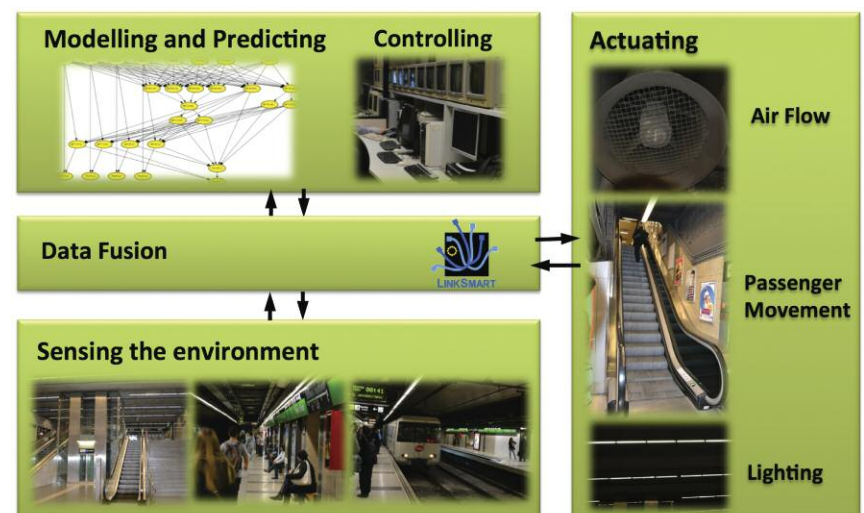 Modelling and Predicting
Controlling
Data Fusion
LINKSMART
Sensing the environment
Actuating
Air Flow
Passenger
Movement
Lighting